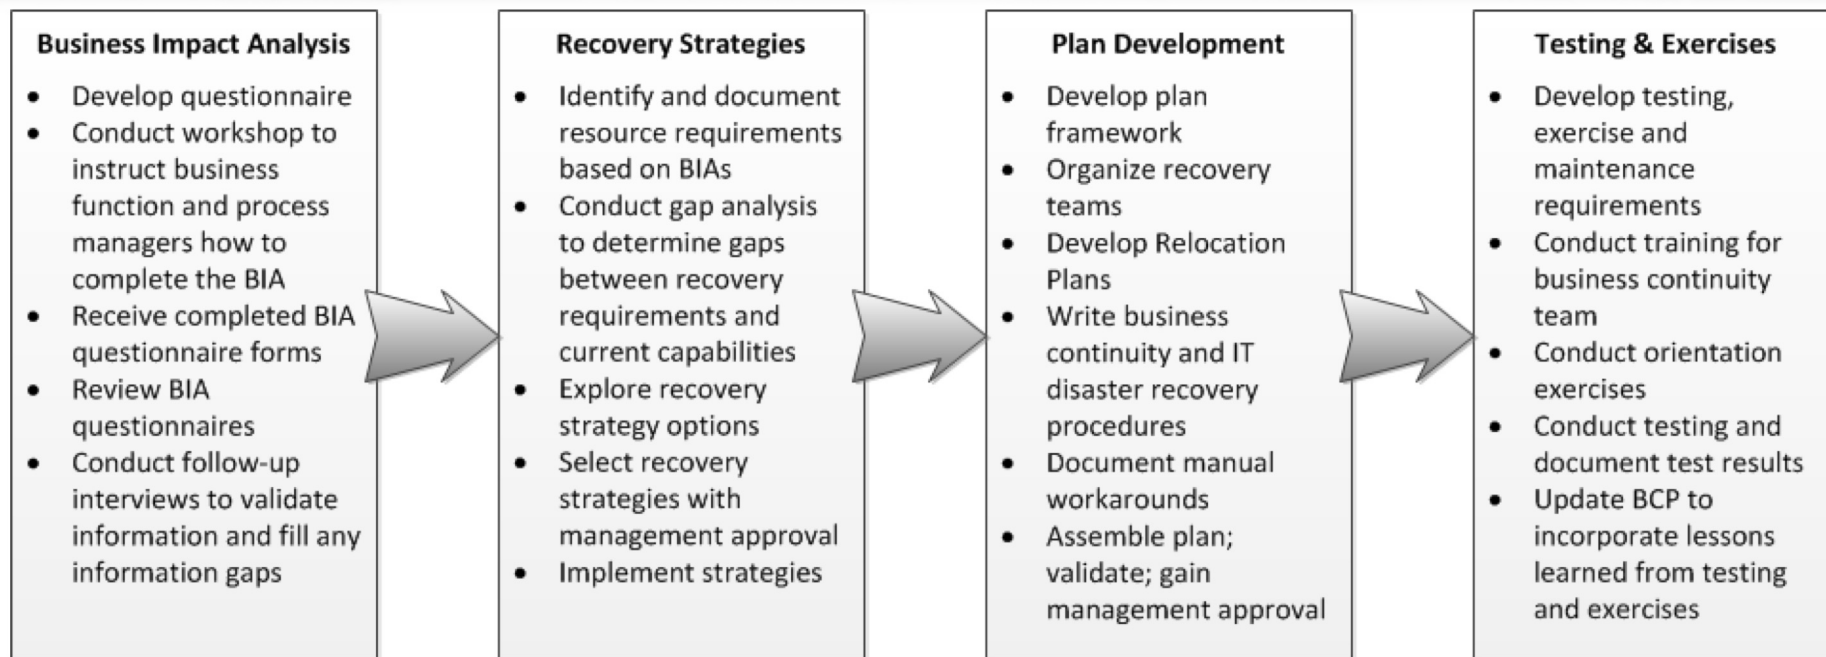 Business Impact Analysis
• Develop questionnaire
• Conduct workshop to
instruct business
function and process
managers how to
complete the BIA
• Receive completed BIA
questionnaire forms
• Review BIA
questionnaires
• Conduct follow-up
interviews to validate
information and fill any
information gaps
Recovery Strategies
• Identify and document
resource requirements
based on BIAs
• Conduct gap analysis
to determine gaps
between recovery
requirements and
current capabilities
• Explore recovery
strategy options
• Select recovery
strategies with
management approval
• Implement strategies
Plan Development
• Develop plan
framework
• Organize recovery
teams
• Develop Relocation
Plans
• Write business
continuity and IT
disaster recovery
procedures
• Document manual
workarounds
• Assemble plan;
validate; gain
management approval
Testing & Exercises
• Develop testing,
exercise and
maintenance
requirements
• Conduct training for
business continuity
team
• Conduct orientation
exercises
• Conduct testing and
document test results
• Update BCP to
incorporate lessons
learned from testing
and exercises